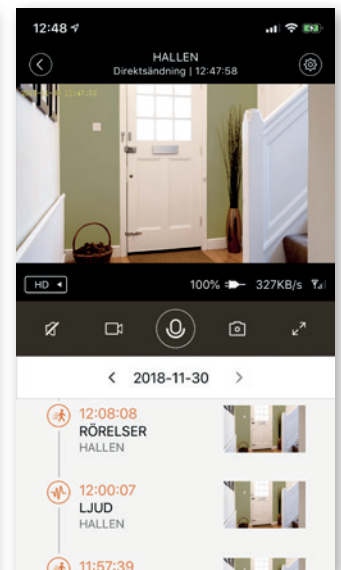 12:48
HALLEN
Direktsändning | 12:47:58
HD
100%
327KB/s
2018-11-30
12:08:08
RÖRELSER
HALLEN
12:00:07
LJUD
HALLEN
11:57:39